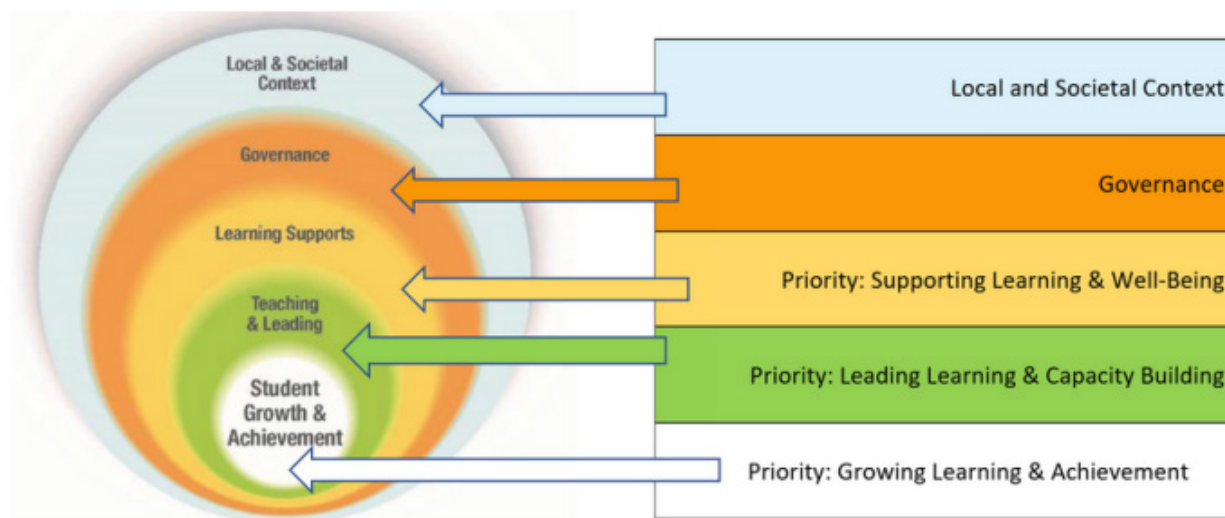 Local & Societal
Context
Governance
Learning Supports
Teaching
& Leading
Student
Growth &
Achievement
Local and Societal Context
Governance
Priority: Supporting Learning & Well-Being
Priority: Leading Learning & Capacity Building
Priority: Growing Learning & Achievement